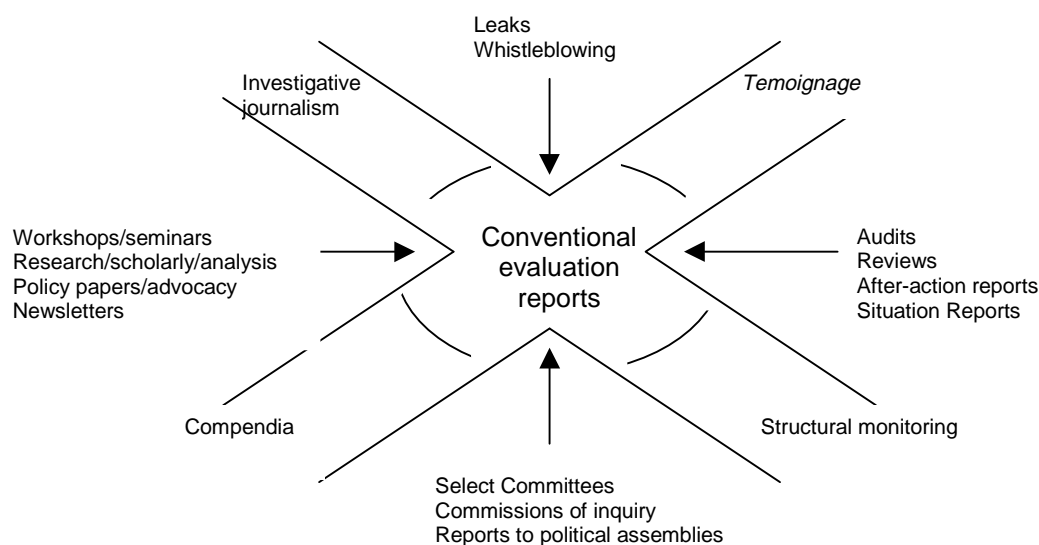 Leaks
Whistleblowing
Investigative
journalism
Temoignage
Workshops/seminars
Research/scholarly/analysis
Policy papers/advocacy
Newsletters
Conventional
evaluation
reports
Audits
Reviews
After-action reports
Situation Reports
Compendia
Structural monitoring
Select Committees
Commissions of inquiry
Reports to political assemblies